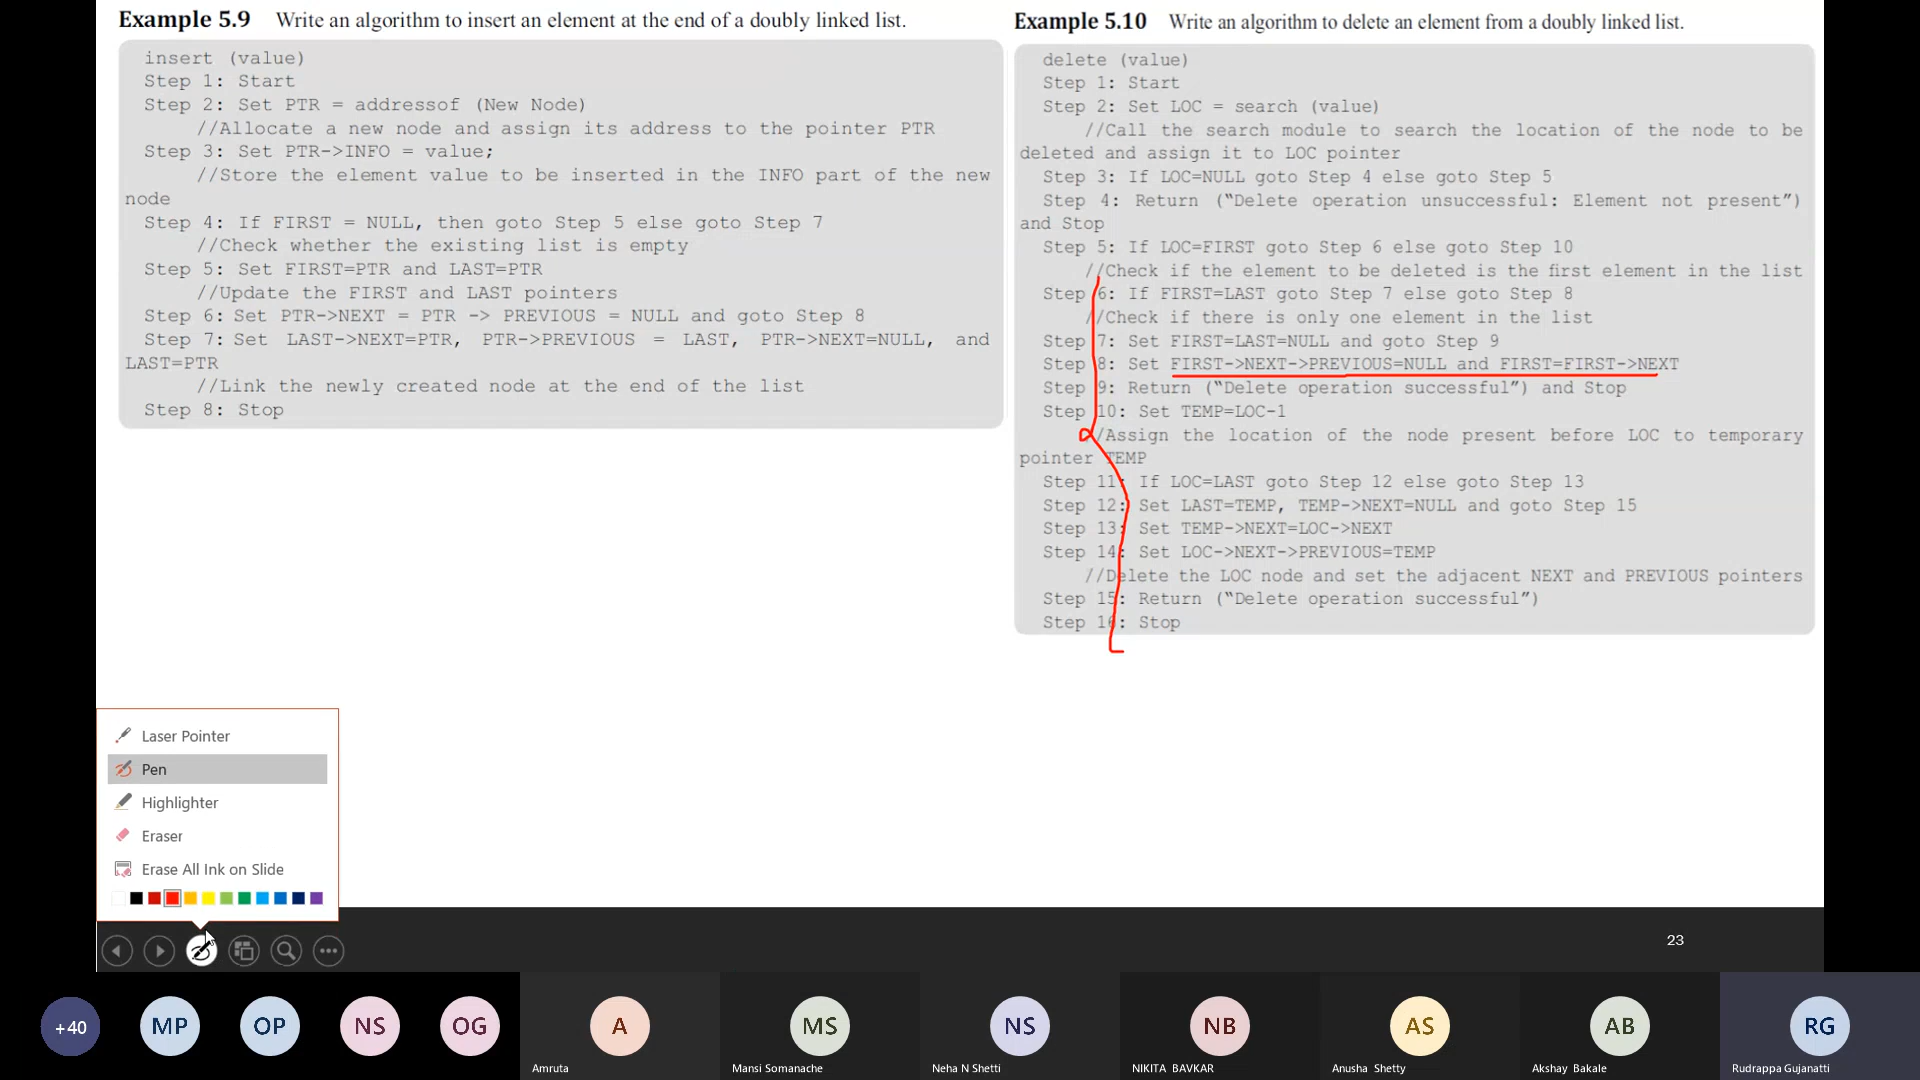 Example 5.9 Write an algorithm to insert an element at the end of a doubly linked list.
insert (value)
Step 1: Start
Step 2: Set PTR = addressof (New Node)
//Allocate a new node and assign its address to the pointer PTR
Step 3: Set PTR->INFO = value;
//Store the element value to be inserted in the INFO part of the new
node
Step 4: If FIRST = NULL, then goto Step 5 else goto Step 7
//Check whether the existing list is empty
Step 5: Set FIRST=PTR and LAST=PTR
//Update the FIRST and LAST pointers
Step 6: Set PTR->NEXT = PTR -> PREVIOUS = NULL and goto Step 8
Step 7: Set LAST->NEXT=PTR, PTR->PREVIOUS = LAST, PTR->NEXT=NULL, and
LAST=PTR
//Link the newly created node at the end of the list
Step 8: Stop
Example 5.10 Write an algorithm to delete an element from a doubly linked list.
delete (value)
Step 1: Start
Step 2: Set LOC = search (value)
//Call the search module to search the location of the node to be
deleted and assign it to LOC pointer
Step 3: If LOC=NULL goto Step 4 else goto Step 5
Step 4: Return (“Delete operation unsuccessful: Element not present”)
and Stop
Step 5: If LOC=FIRST goto Step 6 else goto Step 10
//Check if the element to be deleted is the first element in the list
Step 6: If FIRST=LAST goto Step 7 else goto Step 8
//Check if there is only one element in the list
Step 7: Set FIRST=LAST=NULL and goto Step 9
Step 8: Set FIRST->NEXT->PREVIOUS=NULL and FIRST=FIRST->NEXT
Step 9: Return (“Delete operation successful”) and Stop
Step 10: Set TEMP=LOC-1
//Assign the location of the node present before LOC to temporary
pointer TEMP
Step 11: If LOC=LAST goto Step 12 else goto Step 13
Step 12: Set LAST=TEMP, TEMP->NEXT=NULL and goto Step 15
Step 13: Set TEMP->NEXT=LOC->NEXT
Step 14: Set LOC->NEXT->PREVIOUS=TEMP
//Delete the LOC node and set the adjacent NEXT and PREVIOUS pointers
Step 15: Return (“Delete operation successful”)
Step 16: Stop
Laser Pointer
Pen
Highlighter
Eraser
Erase All Ink on Slide
23
+40 MP OP NS OG A MS NS NB AS AB RG
Amruta Mansi Somanache Neha N Shetti NIKITA BAVKAR Anusha Shetty Akshay Bakale Rudrappa Gujanatti